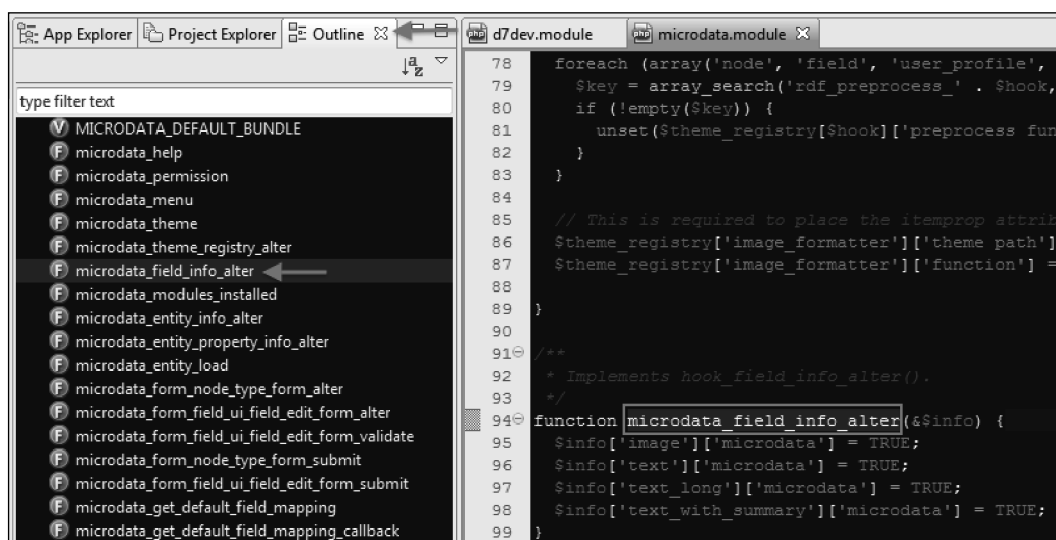 App Explorer Project Explorer Outline
type filter text
MICRODATA_DEFAULT_BUNDLE
microdata_help
microdata_permission
microdata_menu
microdata_theme
microdata_theme_registry_alter
microdata_field_info_alter
microdata_modules_installed
microdata_entity_info_alter
microdata_entity_property_info_alter
microdata_entity_load
microdata_form_node_type_form_alter
microdata_form_field_ui_field_edit_form_alter
microdata_form_field_ui_field_edit_form_validate
microdata_form_node_type_form_submit
microdata_form_field_ui_field_edit_form_submit
microdata_get_default_field_mapping
microdata_get_default_field_mapping_callback
d7dev.module microdata.module
78 foreach (array('node', 'field', 'user_profile',
79 $key = array_search('rdf_preprocess_' . $hook,
80 if (!empty($key)) {
81 unset($theme_registry[$hook]['preprocess fun
82 }
83 }
84
85 // This is required to place the itemprop attrib
86 $theme_registry['image_formatter']['theme path']
87 $theme_registry['image_formatter']['function'] =
88
89 }
90
91 /**
92 * Implements hook_field_info_alter().
93 */
94 function microdata_field_info_alter(&$info) {
95 $info['image']['microdata'] = TRUE;
96 $info['text']['microdata'] = TRUE;
97 $info['text_long']['microdata'] = TRUE;
98 $info['text_with_summary']['microdata'] = TRUE;
99 }